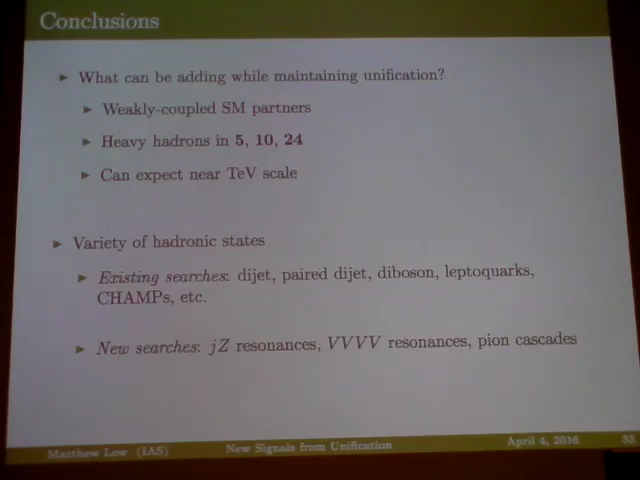 Conclusions
▶ What can be adding while maintaining unification?
▶ Weakly-coupled SM partners
▶ Heavy hadrons in 5, 10, 24
▶ Can expect near TeV scale
▶ Variety of hadronic states
▶ Existing searches: dijet, paired dijet, diboson, leptoquarks,
CHAMPs, etc.
▶ New searches: jZ resonances, VVVV resonances, pion cascades
Matthew Low (IAS) New Signals from Unification April 4, 2016 33